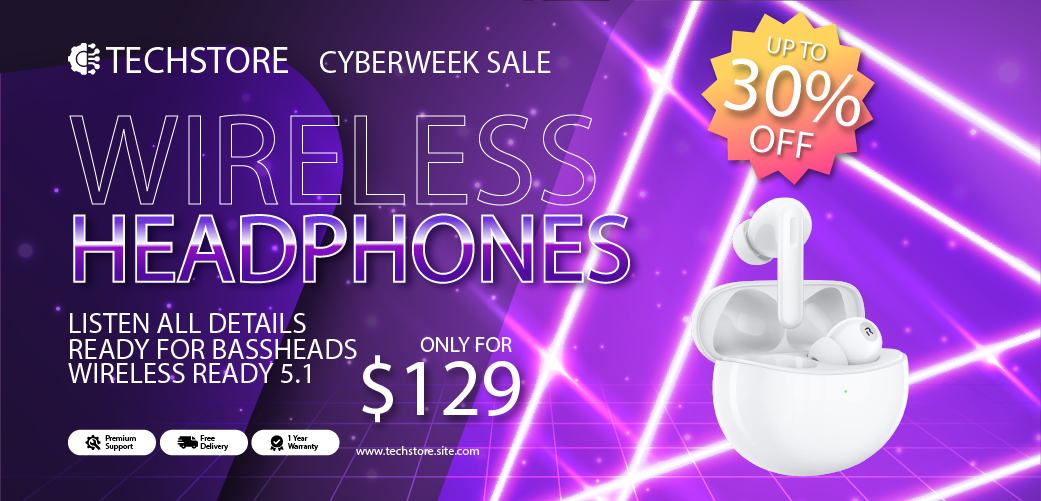 TECHSTORE
CYBERWEEK SALE
UP TO
30%
OFF
WIRELESS
HEADPHONES
LISTEN ALL DETAILS
READY FOR BASSHEADS
WIRELESS READY 5.1
ONLY FOR
$129
Premium
Support
Free
Delivery
1 Year
Warranty
www.techstore.site.com
R